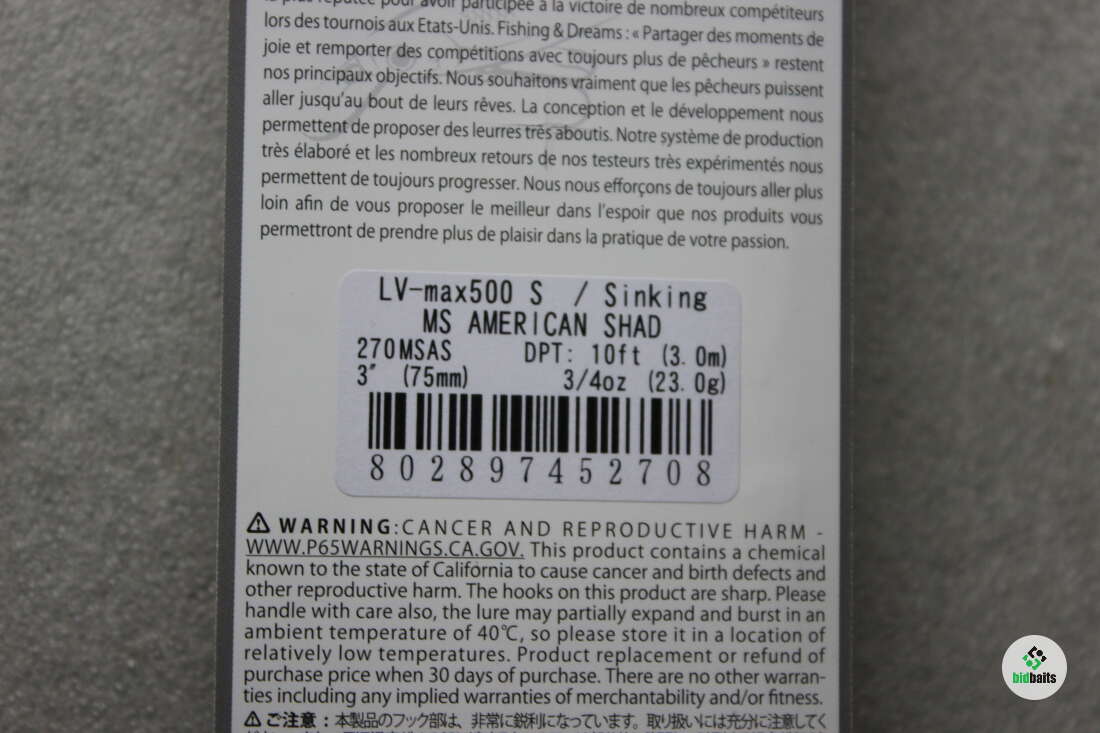 la plus réputée pour avoir participée à la victoire de nombreux compétiteurs
lors des tournois aux Etats-Unis. Fishing & Dreams : « Partager des moments de
joie et remporter des compétitions avec toujours plus de pêcheurs » restent
nos principaux objectifs. Nous souhaitons vraiment que les pêcheurs puissent
aller jusqu'au bout de leurs rêves. La conception et le développement nous
permettent de proposer des leurres très aboutis. Notre système de production
très élaboré et les nombreux retours de nos testeurs très expérimentés nous
permettent de toujours progresser. Nous nous efforçons de toujours aller plus
loin afin de vous proposer le meilleur dans l'espoir que nos produits vous
permettront de prendre plus de plaisir dans la pratique de votre passion.
LV-max500 S / Sinking
MS AMERICAN SHAD
270MSAS DPT: 10ft (3.0m)
3" (75mm) 3/4oz (23.0g)
802897452708
⚠ WARNING:CANCER AND REPRODUCTIVE HARM -
WWW.P65WARNINGS.CA.GOV. This product contains a chemical
known to the state of California to cause cancer and birth defects and
other reproductive harm. The hooks on this product are sharp. Please
handle with care also, the lure may partially expand and burst in an
ambient temperature of 40℃, so please store it in a location of
relatively low temperatures. Product replacement or refund of
purchase price when 30 days of purchase. There are no other warran-
ties including any implied warranties of merchantability and/or fitness.
⚠ご注意：本製品のフック部は、非常に鋭利になっています。取り扱いには充分に注意してく
bidbaits